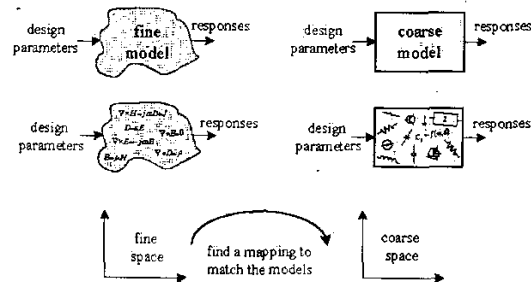 design
parameters
fine
model
responses
design
parameters
coarse
model
responses
design
parameters
responses
design
parameters
responses
fine
space
find a mapping to
match the models
coarse
space